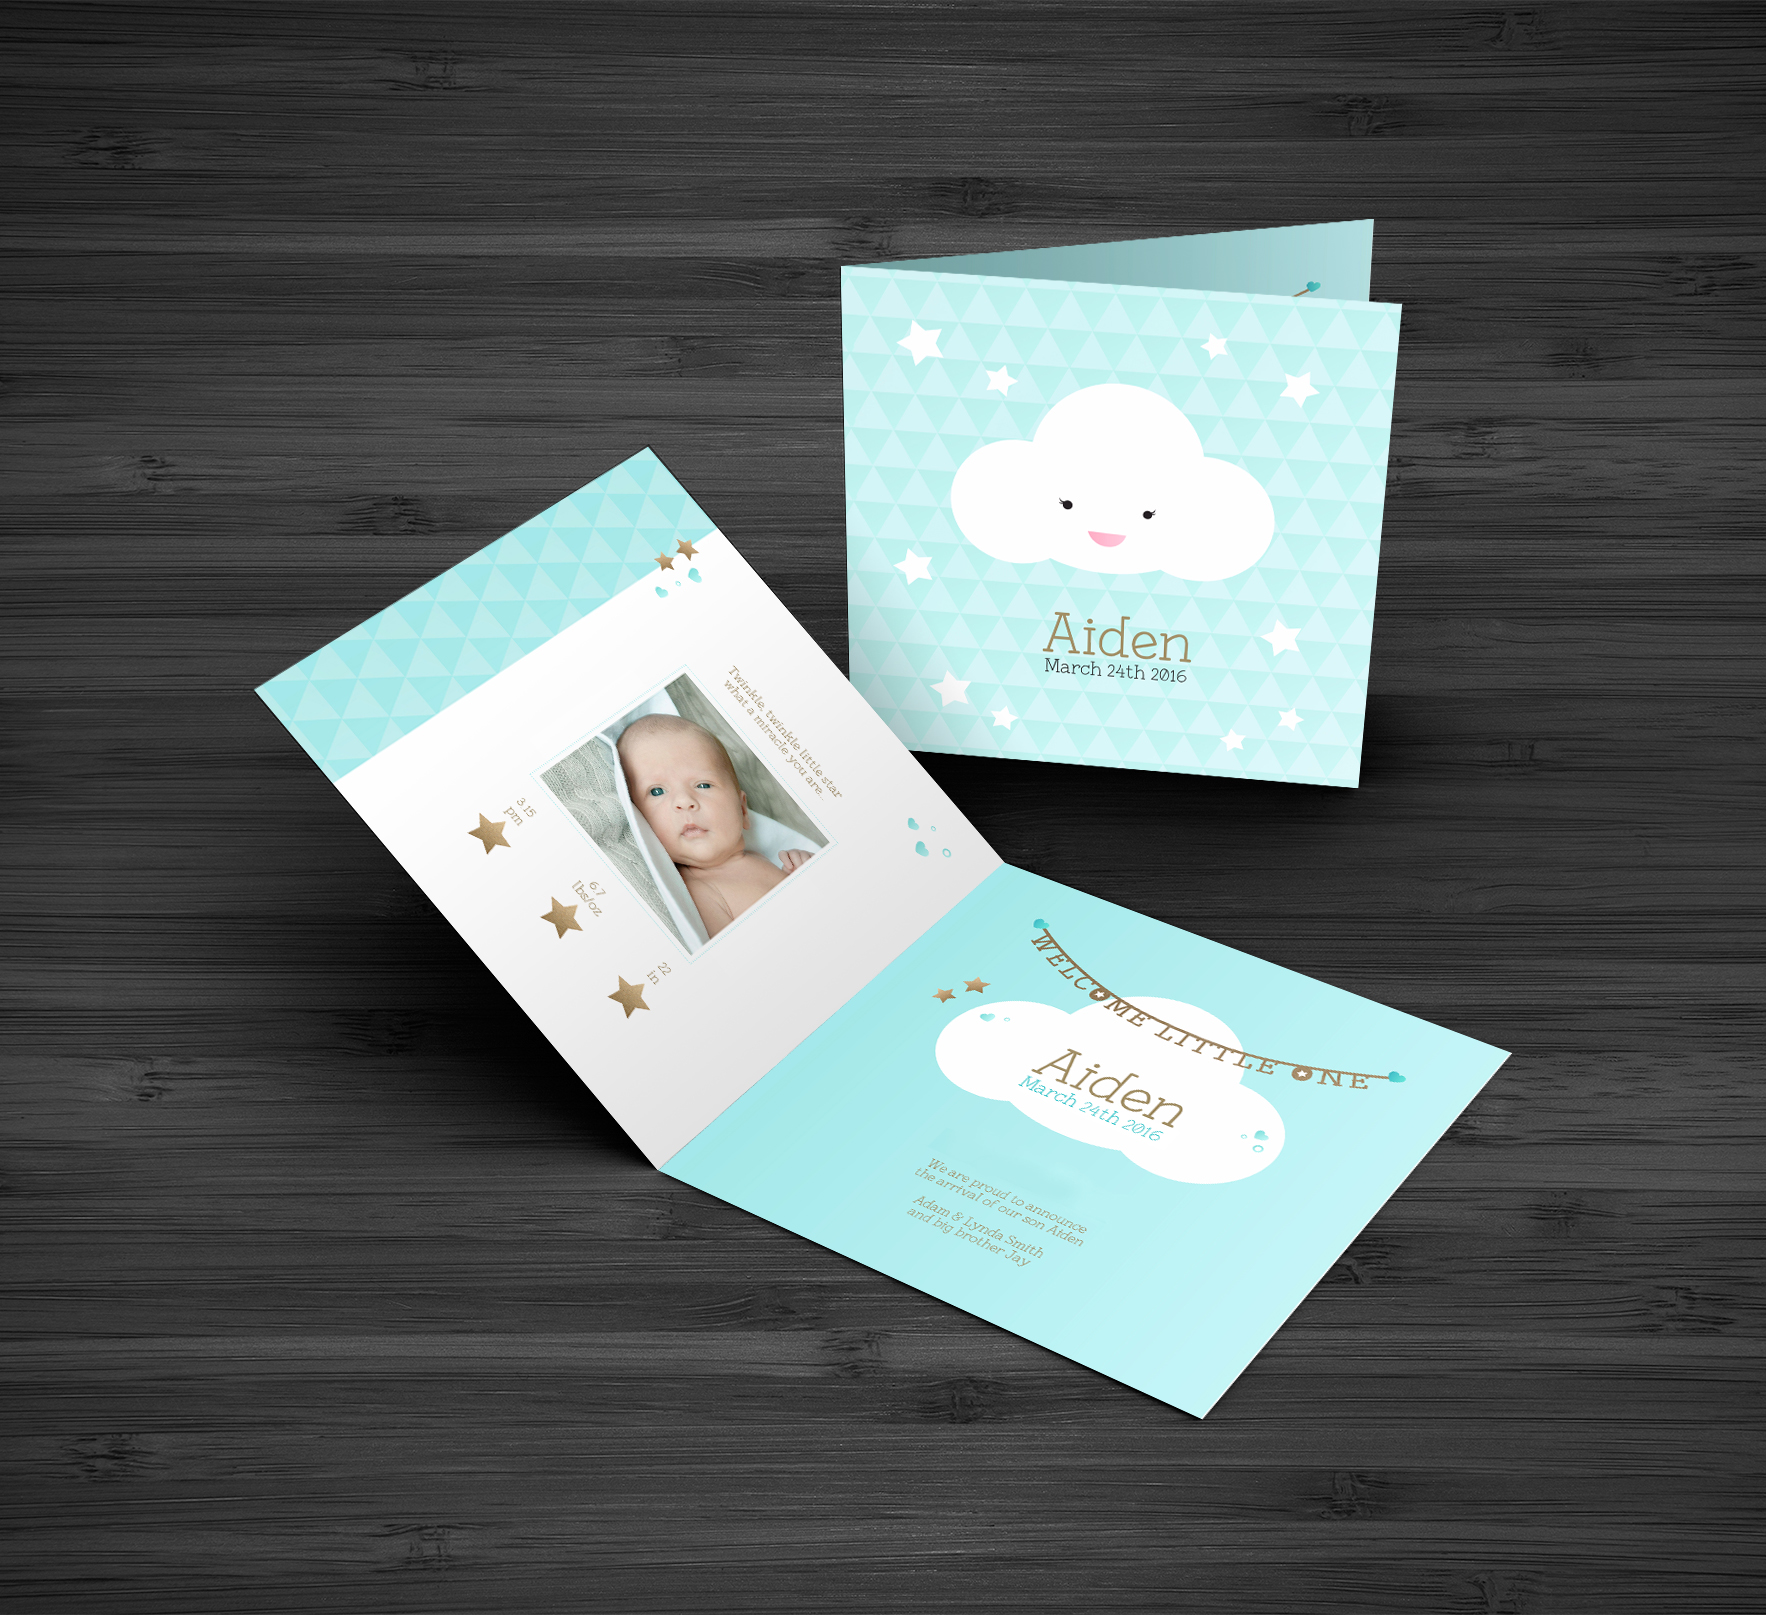 Aiden
March 24th 2016
Twinkle, twinkle little star
what a miracle you are...
3.15
pm
6.7
lbs/oz
22
in
WELCOME LITTLE ONE
Aiden
March 24th 2016
We are proud to announce
the arrival of our son Aiden
Adam & Lynda Smith
and big brother Jay